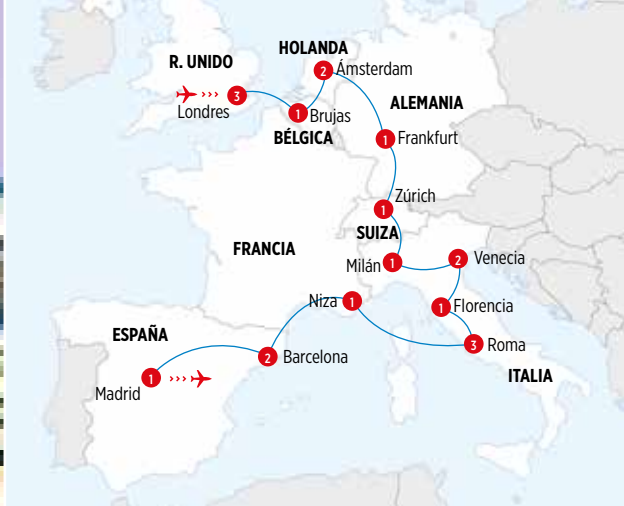 HOLANDA
R. UNIDO
2
Ámsterdam
3
Londres
ALEMANIA
1
Brujas
BÉLGICA
1
Frankfurt
Zúrich
1
SUIZA
FRANCIA
Milán
1
2
Venecia
Niza
1
1
Florencia
ESPAÑA
3
Roma
2
Barcelona
ITALIA
1
Madrid